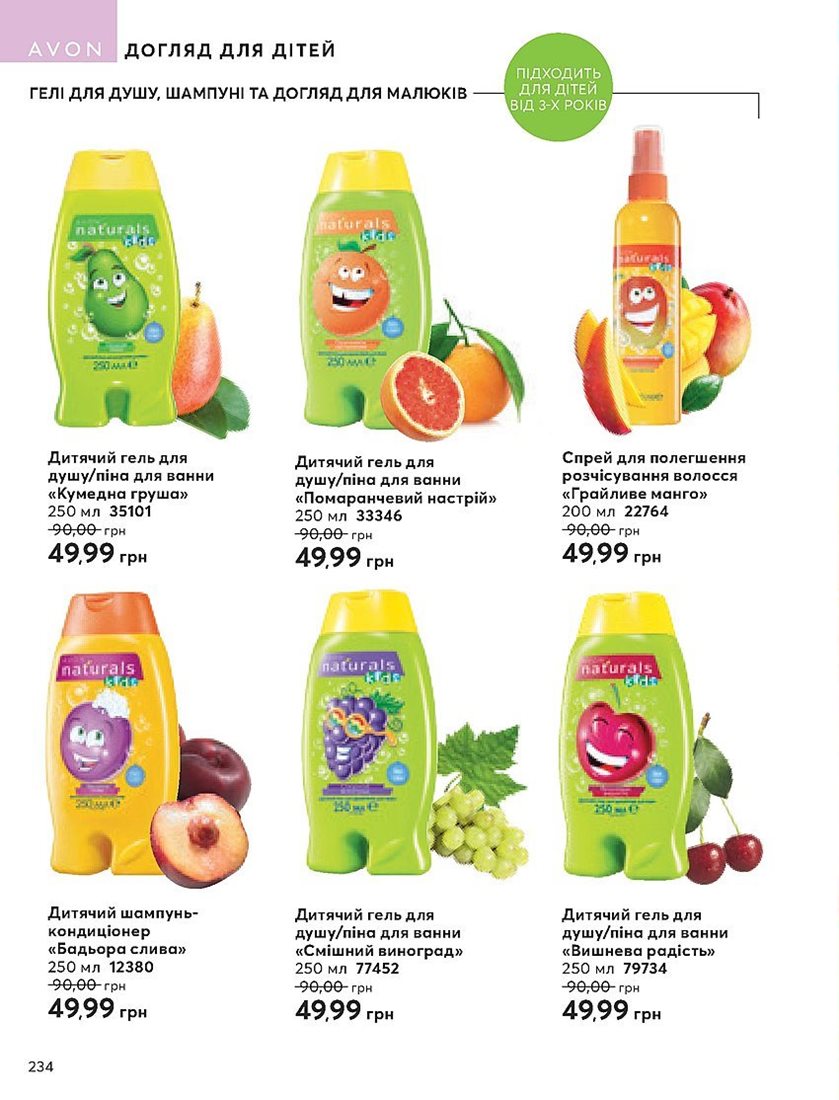 AVON
ДОГЛЯД ДЛЯ ДІТЕЙ
ГЕЛІ ДЛЯ ДУШУ, ШАМПУНІ ТА ДОГЛЯД ДЛЯ МАЛЮКІВ
ПІДХОДИТЬ
ДЛЯ ДІТЕЙ
ВІД 3-Х РОКІВ
naturals
kids
250 мл
naturals
kids
250 мл
naturals
kids
Дитячий гель для
душу/піна для ванни
«Кумедна груша»
250 мл 35101
90,00 грн
49,99 грн
Дитячий гель для
душу/піна для ванни
«Помаранчевий настрій»
250 мл 33346
90,00 грн
49,99 грн
Спрей для полегшення
розчісування волосся
«Грайливе манго»
200 мл 22764
90,00 грн
49,99 грн
naturals
kids
250 мл
naturals
kids
250 мл
naturals
kids
250 мл
Дитячий шампунь-
кондиціонер
«Бадьора слива»
250 мл 12380
90,00 грн
49,99 грн
Дитячий гель для
душу/піна для ванни
«Смішний виноград»
250 мл 77452
90,00 грн
49,99 грн
Дитячий гель для
душу/піна для ванни
«Вишнева радість»
250 мл 79734
90,00 грн
49,99 грн
234